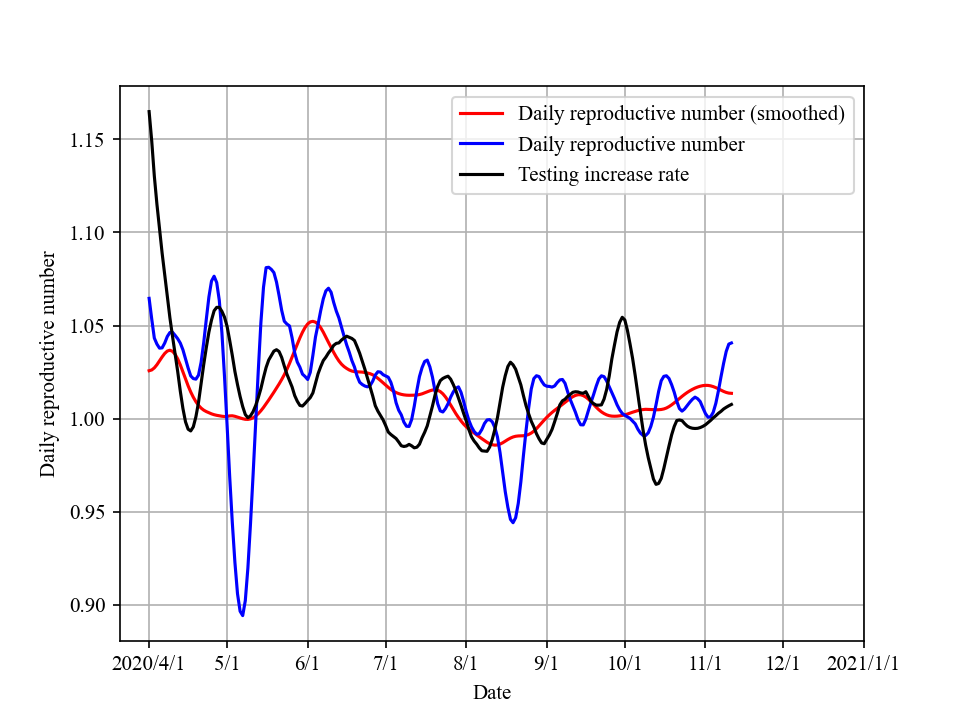 Daily reproductive number (smoothed)
Daily reproductive number
Testing increase rate
Daily reproductive number
1.15
1.10
1.05
1.00
0.95
0.90
2020/4/1 5/1 6/1 7/1 8/1 9/1 10/1 11/1 12/1 2021/1/1
Date